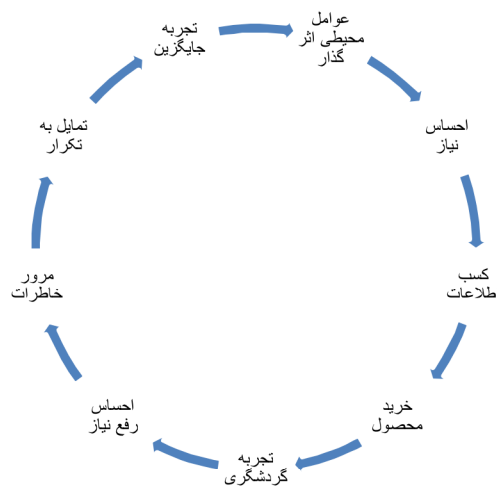 عوامل
محیطی اثر
گذار
احساس
نیاز
کسب
طلاعات
خرید
محصول
تجربه
گردشگری
احساس
رفع نیاز
مرور
خاطرات
تمایل به
تکرار
تجربه
جایگزین